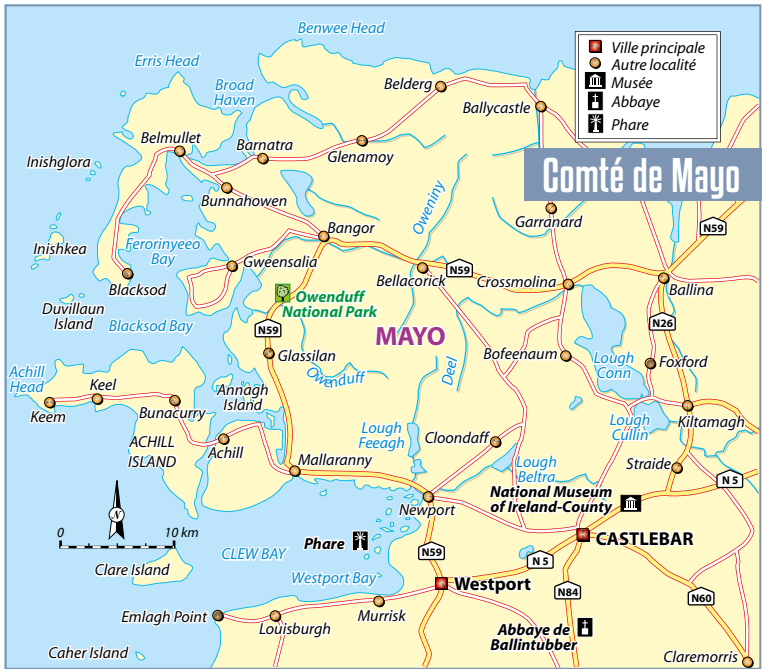 Benwee Head
Erris Head
Broad
Haven
Belderg
Ballycastle
Ville principale
Autre localité
Musée
Abbaye
Phare
Comté de Mayo
Belmullet
Barnatra
Glenamoy
Inishglora
Bunnahowen
Oweniny
Garranard
N59
Inishkea
Ferorinyeeo
Bay
Bangor
Gweensalia
Blacksod
Bellacorick
N59
Crossmolina
Ballina
Duvillaun
Island
Blacksod Bay
Owenduff
National Park
N59
MAYO
N26
Glassilan
Owenduff
Deel
Bofeenaum
Lough
Conn
Foxford
Achill
Head
Keel
Keem
Bunacurry
Annagh
Island
ACHILL
ISLAND
Achill
Lough
Feeagh
Cloondaff
Lough
Cullin
Kiltamagh
Mallaranny
Lough
Beltra
Straide
N 5
Newport
National Museum
of Ireland-County
N
0 10 km
Phare
CLEW BAY
Clare Island
Westport Bay
N59
N 5
CASTLEBAR
Westport
N84
N60
Emlagh Point
Louisburgh
Murrisk
Abbaye de
Ballintubber
Caher Island
Claremorris